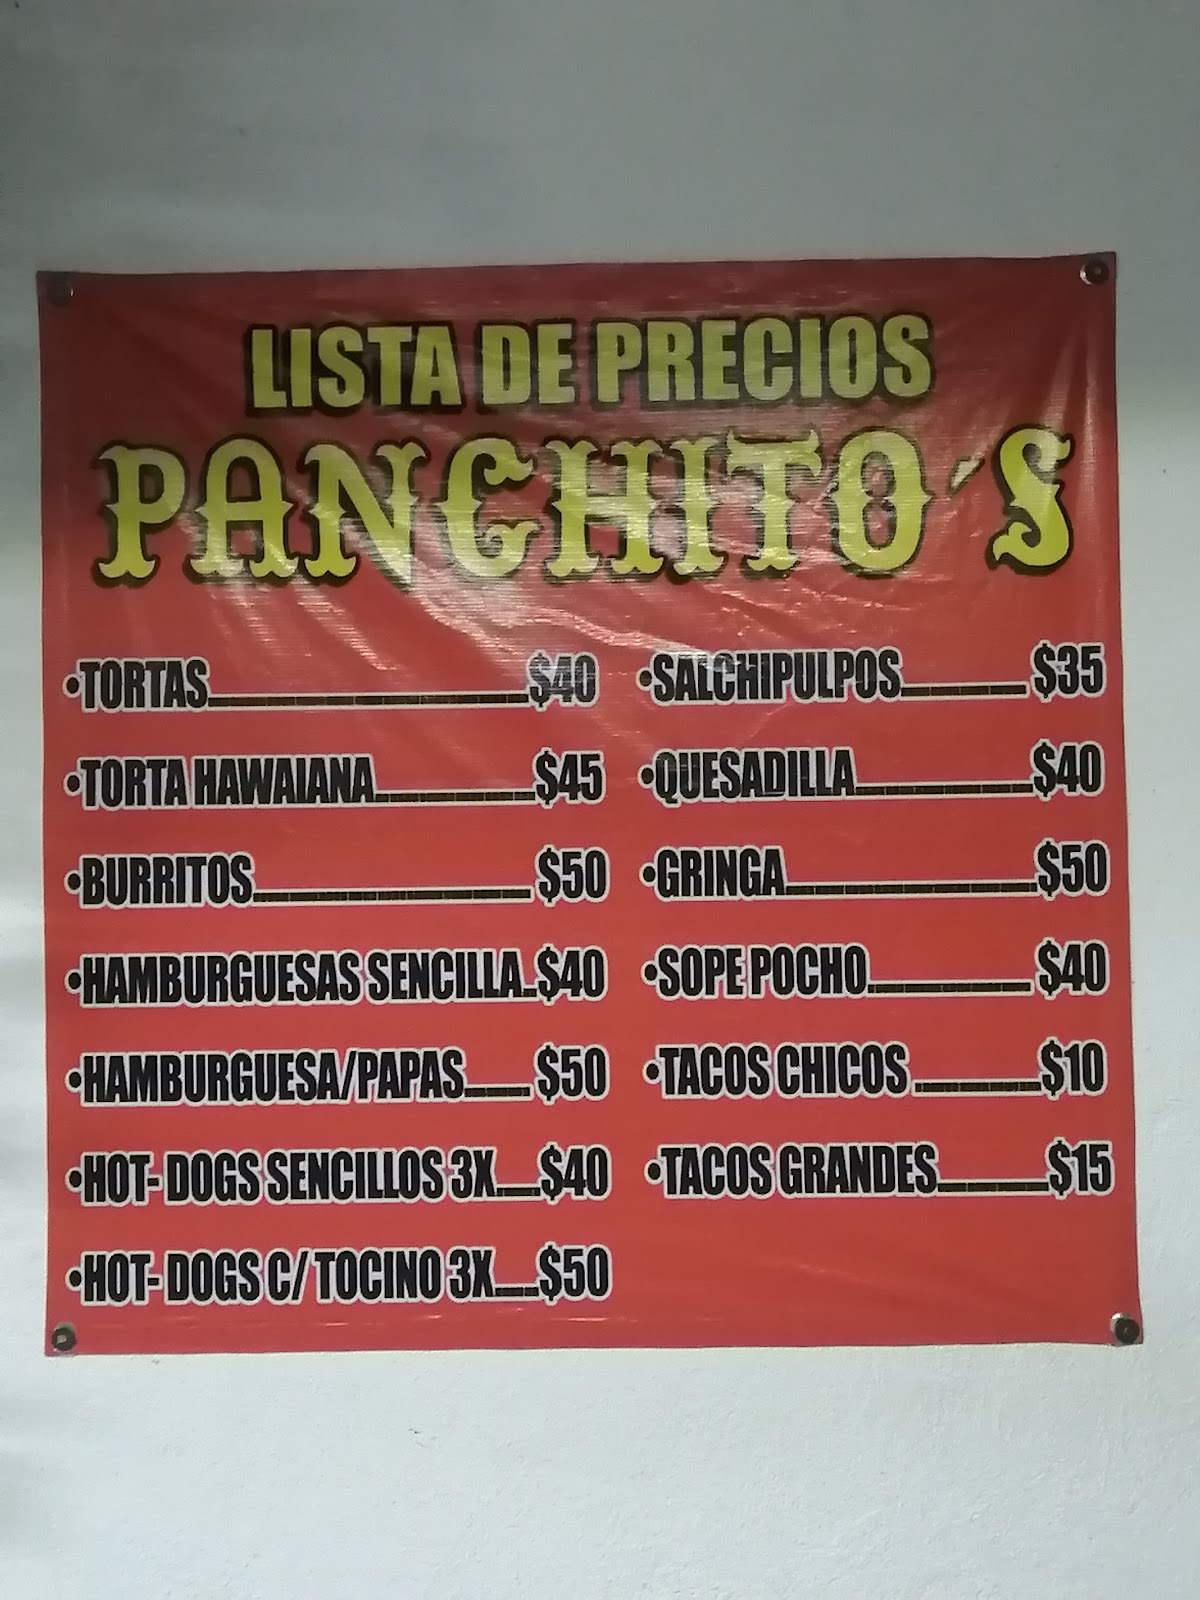 LISTA DE PRECIOS
PANCHITO´S
•TORTAS $40
•TORTA HAWAIANA $45
•BURRITOS $50
•HAMBURGUESAS SENCILLA $40
•HAMBURGUESA/PAPAS $50
•HOT- DOGS SENCILLOS 3X $40
•HOT- DOGS C/ TOCINO 3X $50
•SALCHIPULPOS $35
•QUESADILLA $40
•GRINGA $50
•SOPE POCHO $40
•TACOS CHICOS $10
•TACOS GRANDES $15